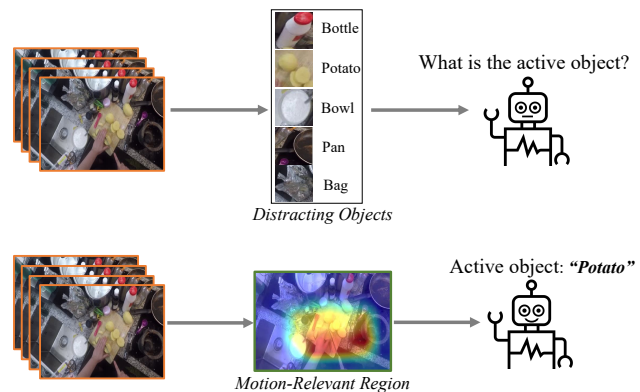 Bottle
Potato
What is the active object?
Bowl
Pan
Bag
Distracting Objects
Active object: “Potato”
Motion-Relevant Region